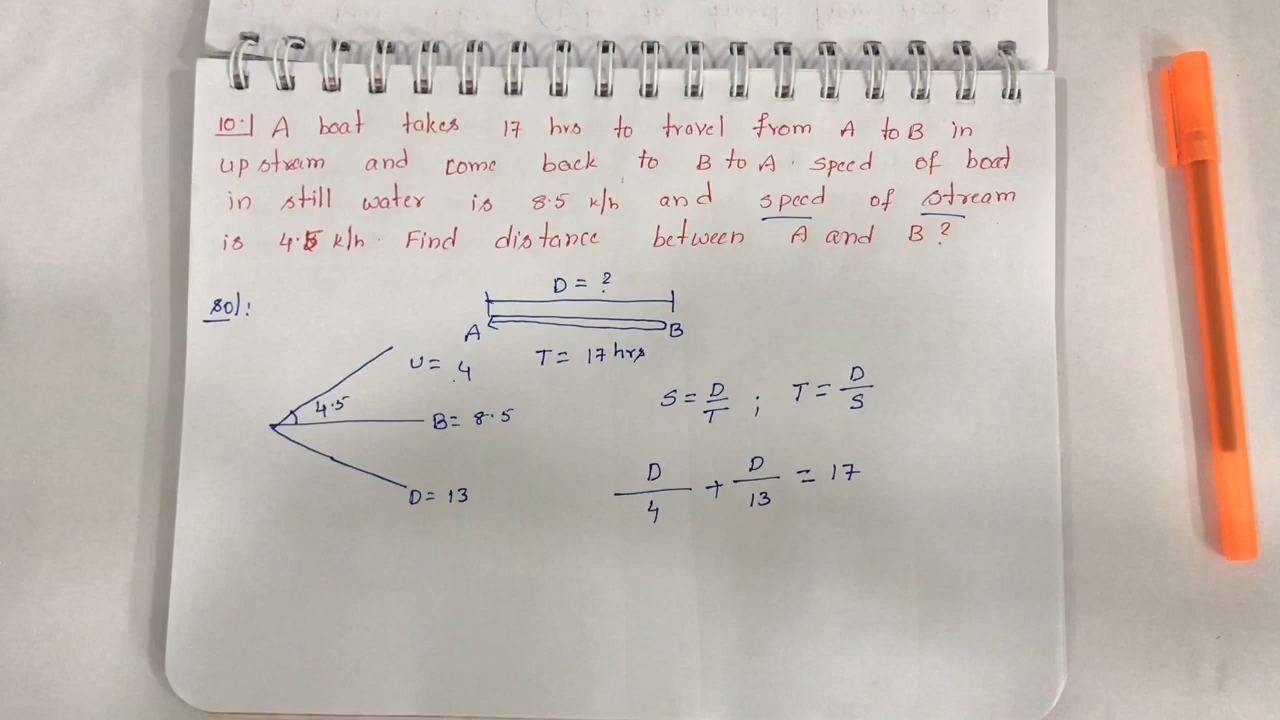 10.) A boat takes 17 hrs to travel from A to B in
upstream and come back to B to A. speed of boat
in still water is 8.5 k/h and speed of stream
is 4.5 k/h. Find distance between A and B?
Sol:
D = ?
A B
T = 17 hrs
U = 4
4.5
B = 8.5
D = 13
S = D/T ; T = D/S
D/4 + D/13 = 17